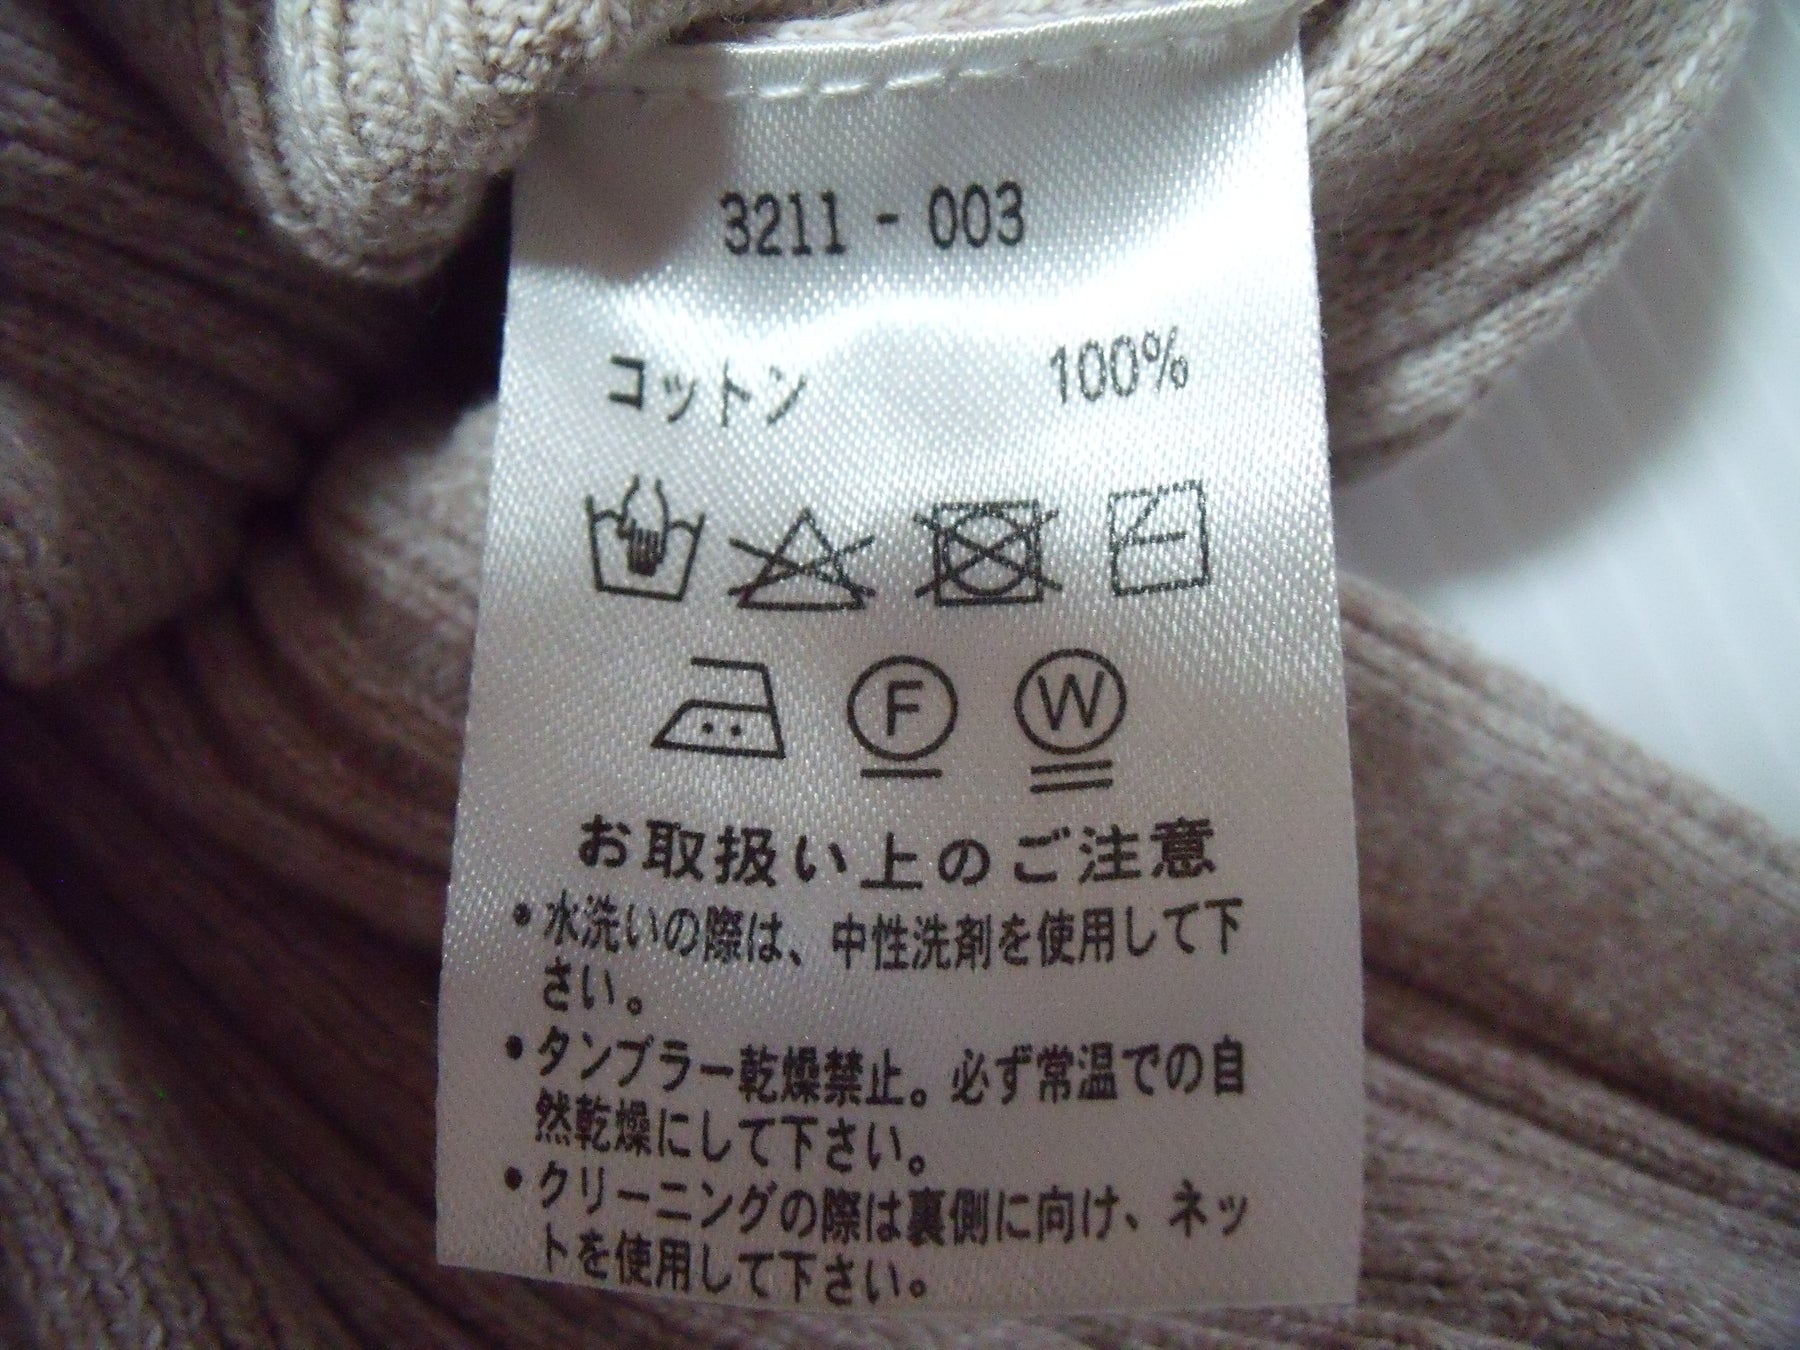 3211 - 003
コットン 100%
F W
お取扱い上のご注意
・水洗いの際は、中性洗剤を使用して下
さい。
・タンブラー乾燥禁止。必ず常温での自
然乾燥にして下さい。
・クリーニングの際は裏側に向け、ネッ
トを使用して下さい。